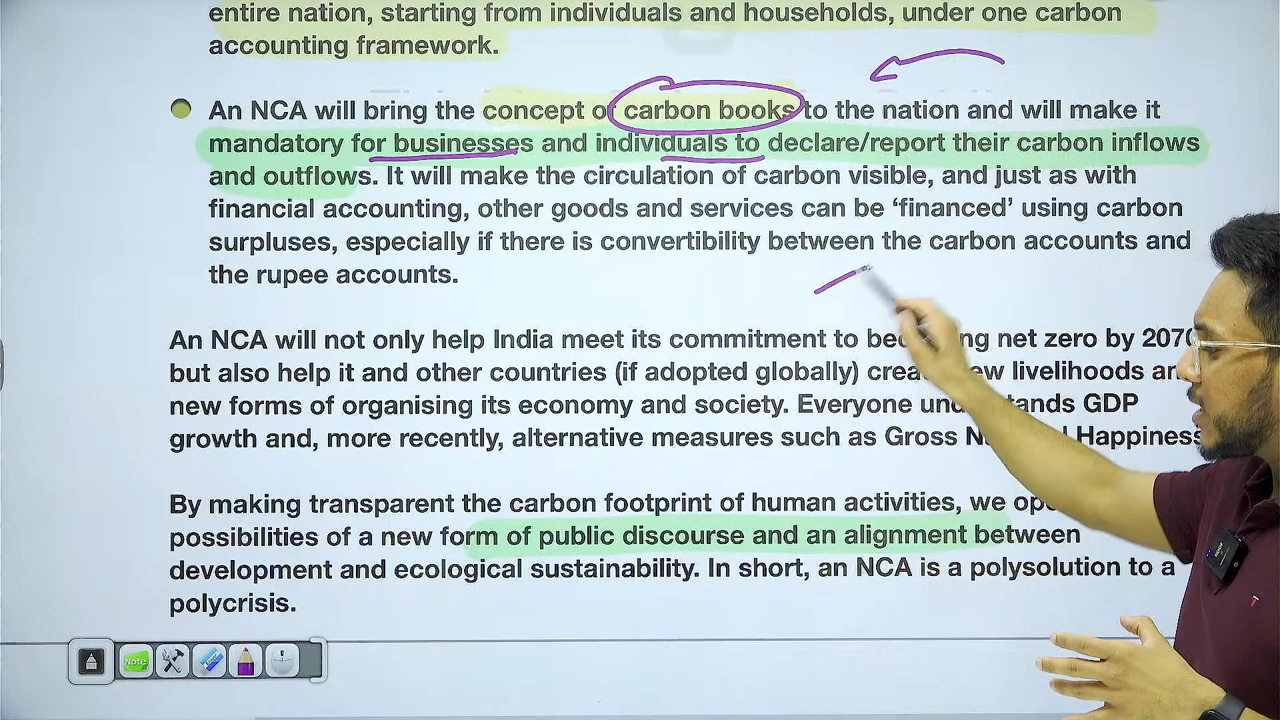 entire nation, starting from individuals and households, under one carbon
accounting framework.
An NCA will bring the concept of carbon books to the nation and will make it
mandatory for businesses and individuals to declare/report their carbon inflows
and outflows. It will make the circulation of carbon visible, and just as with
financial accounting, other goods and services can be ‘financed’ using carbon
surpluses, especially if there is convertibility between the carbon accounts and
the rupee accounts.
An NCA will not only help India meet its commitment to net zero by 2070
but also help it and other countries (if adopted globally) livelihoods
new forms of organising its economy and society. Everyone GDP
growth and, more recently, alternative measures such as Gross Happiness
By making transparent the carbon footprint of human activities, we
possibilities of a new form of public discourse and an alignment between
development and ecological sustainability. In short, an NCA is a polysolution to a
polycrisis.
Note